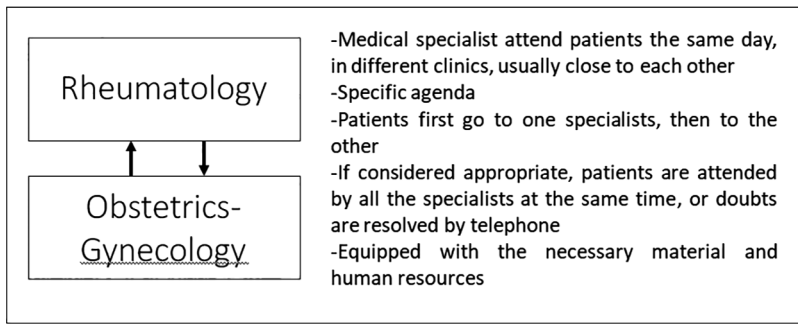 Rheumatology
Obstetrics-
Gynecology
-Medical specialist attend patients the same day,
in different clinics, usually close to each other
-Specific agenda
-Patients first go to one specialists, then to the
other
-If considered appropriate, patients are attended
by all the specialists at the same time, or doubts
are resolved by telephone
-Equipped with the necessary material and
human resources